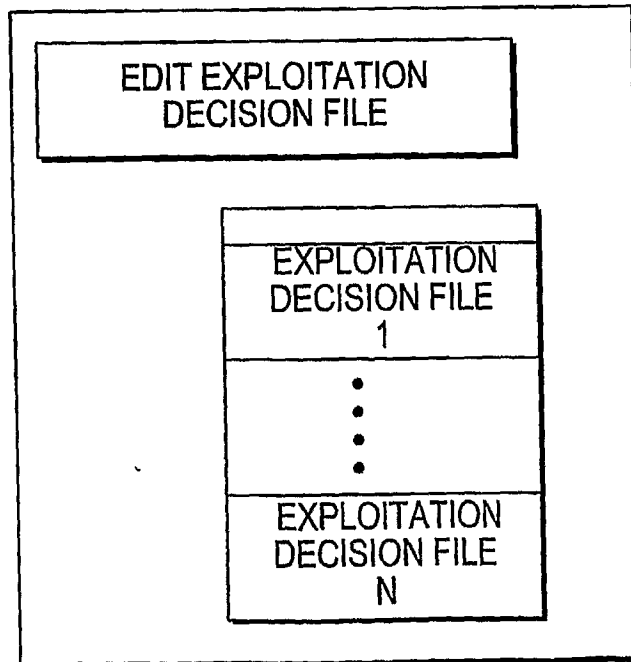 EDIT EXPLOITATION
DECISION FILE
EXPLOITATION
DECISION FILE
1
EXPLOITATION
DECISION FILE
N